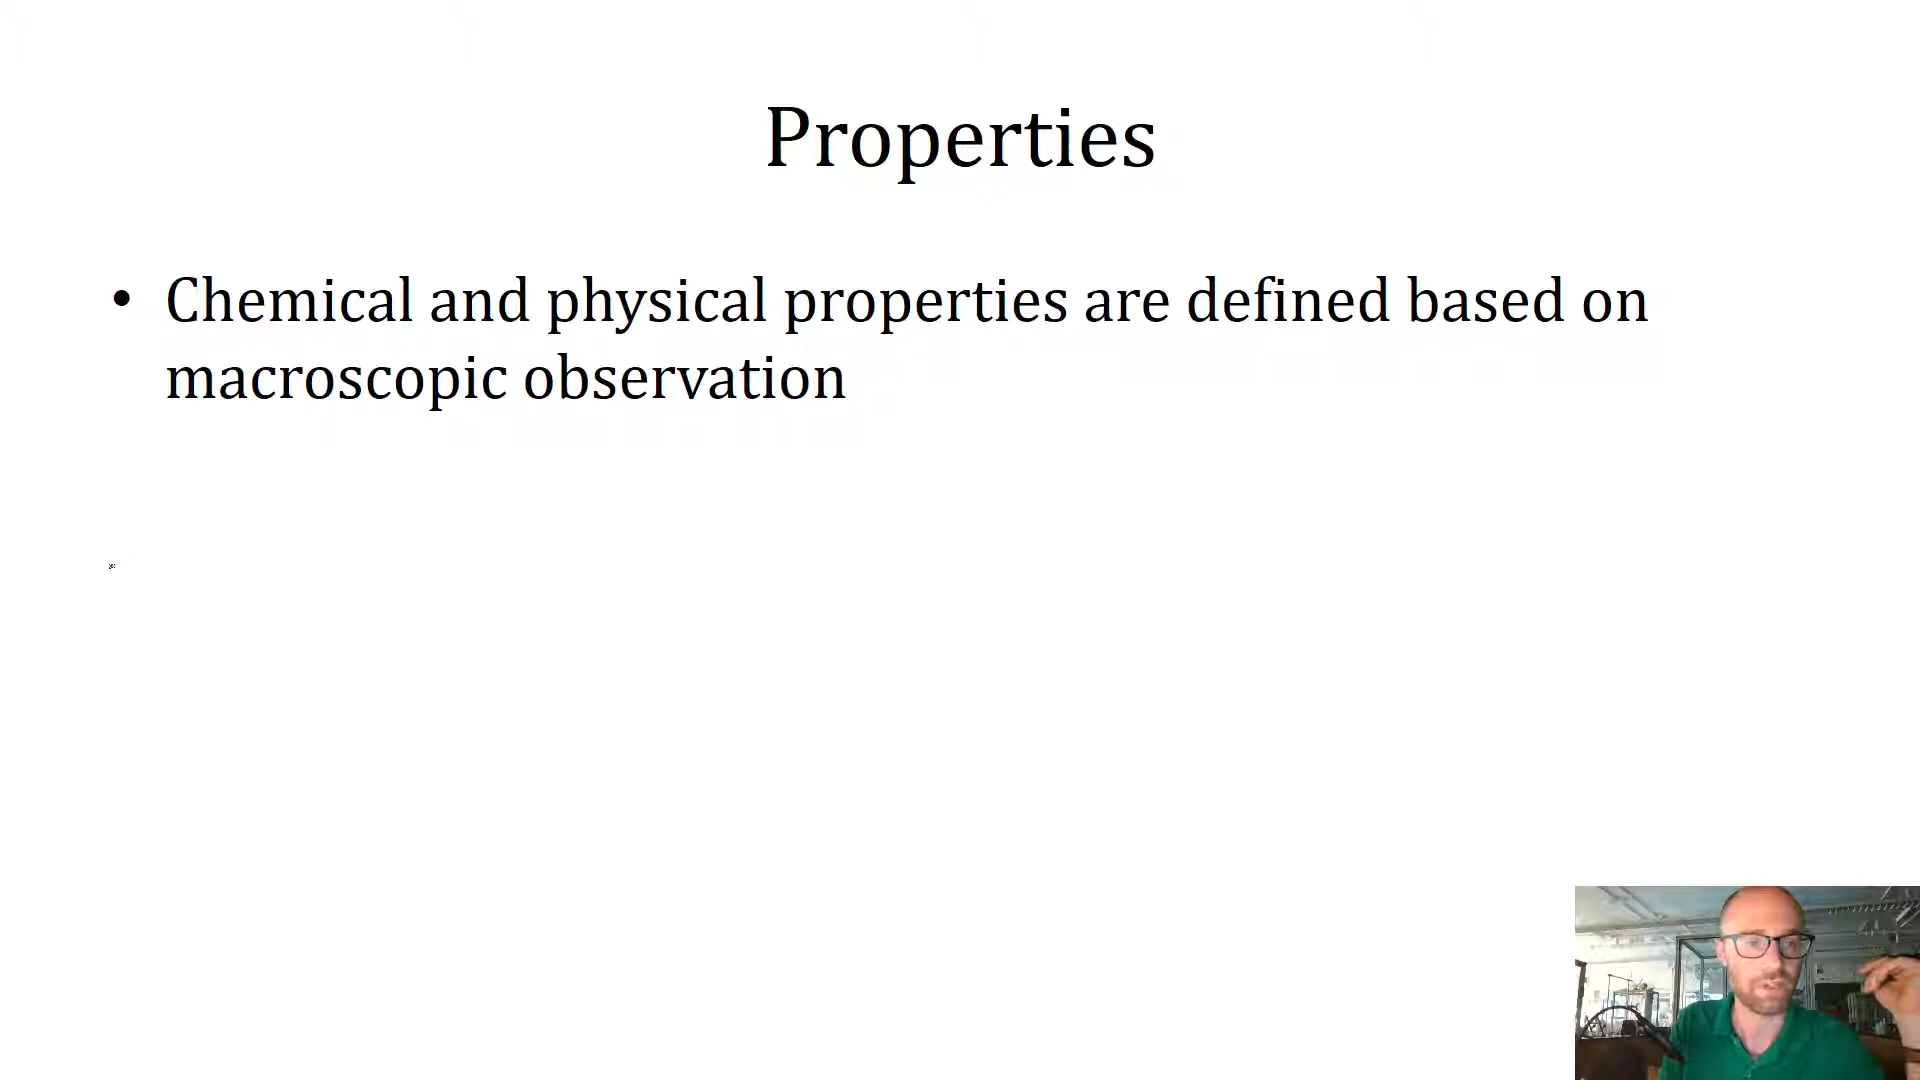 Properties
• Chemical and physical properties are defined based on
macroscopic observation